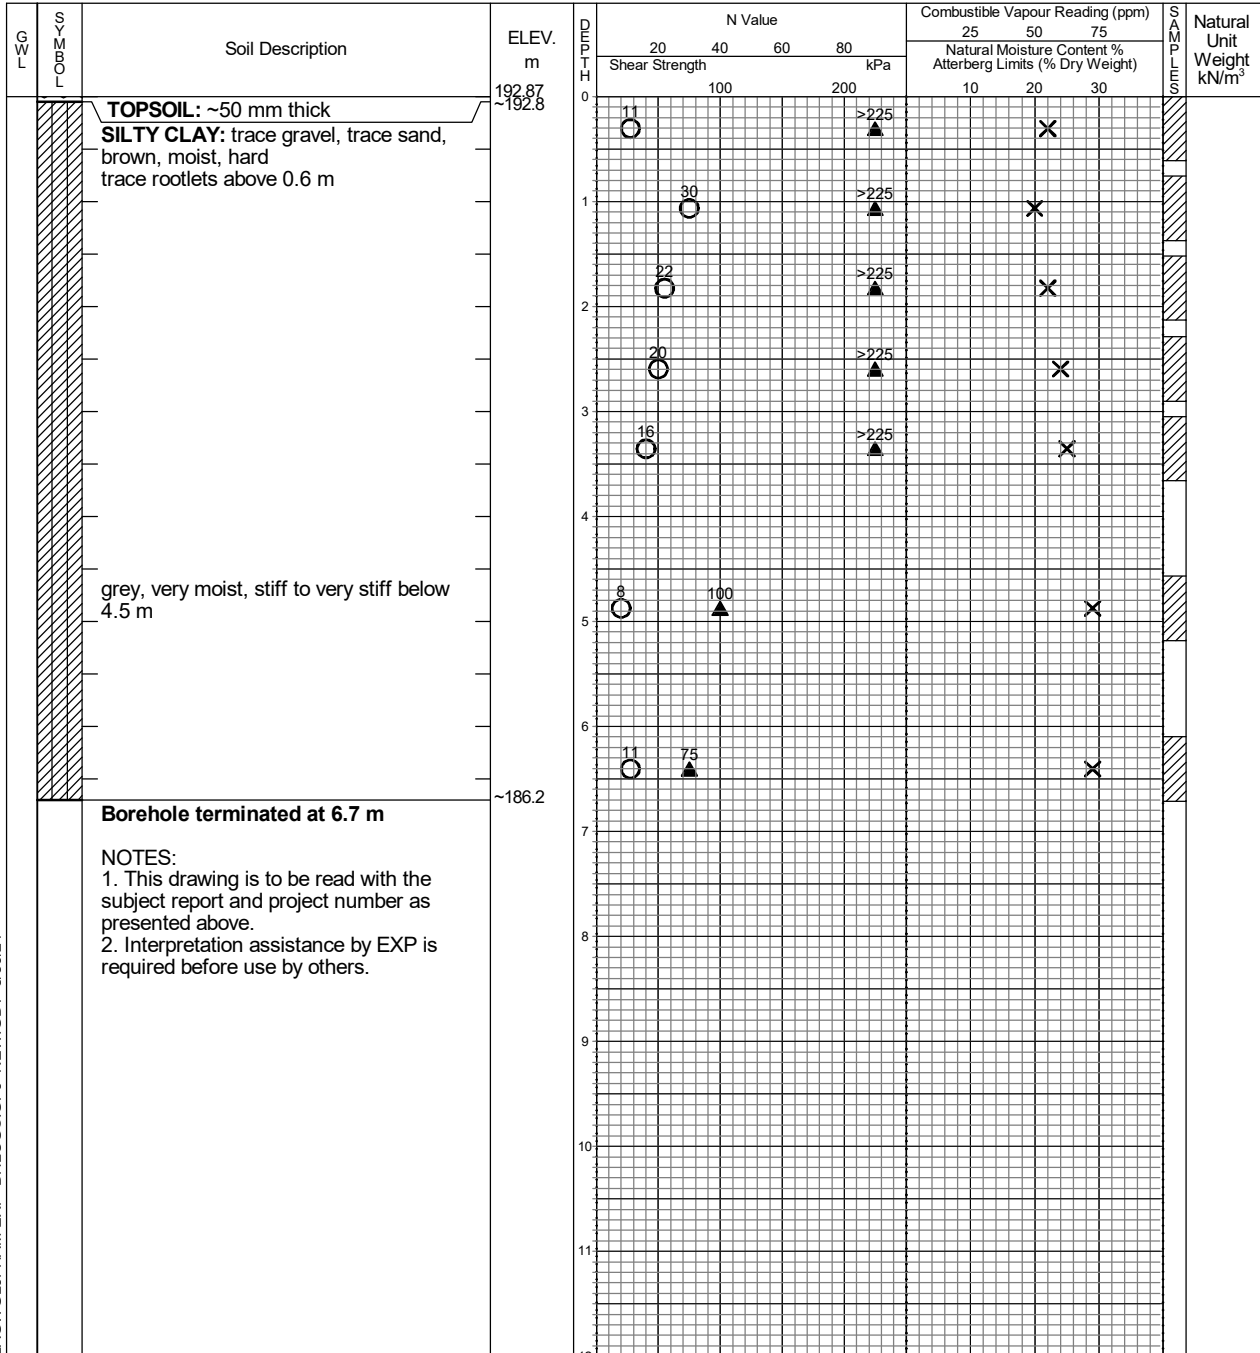 GWL
SYMBOL
Soil Description
ELEV.
m
DEPTH
N Value
20 40 60 80
Shear Strength kPa
100 200
Combustible Vapour Reading (ppm)
25 50 75
Natural Moisture Content %
Atterberg Limits (% Dry Weight)
10 20 30
SAMPLES
Natural
Unit
Weight
kN/m³
192.87
~192.8
0
TOPSOIL: ~50 mm thick
SILTY CLAY: trace gravel, trace sand,
brown, moist, hard
trace rootlets above 0.6 m
11 >225
1
30 >225
22 >225
2
20 >225
3
16 >225
4
grey, very moist, stiff to very stiff below
4.5 m
8 100
5
6
11 75
~186.2
Borehole terminated at 6.7 m
7
NOTES:
1. This drawing is to be read with the
subject report and project number as
presented above.
2. Interpretation assistance by EXP is
required before use by others.
8
9
10
11